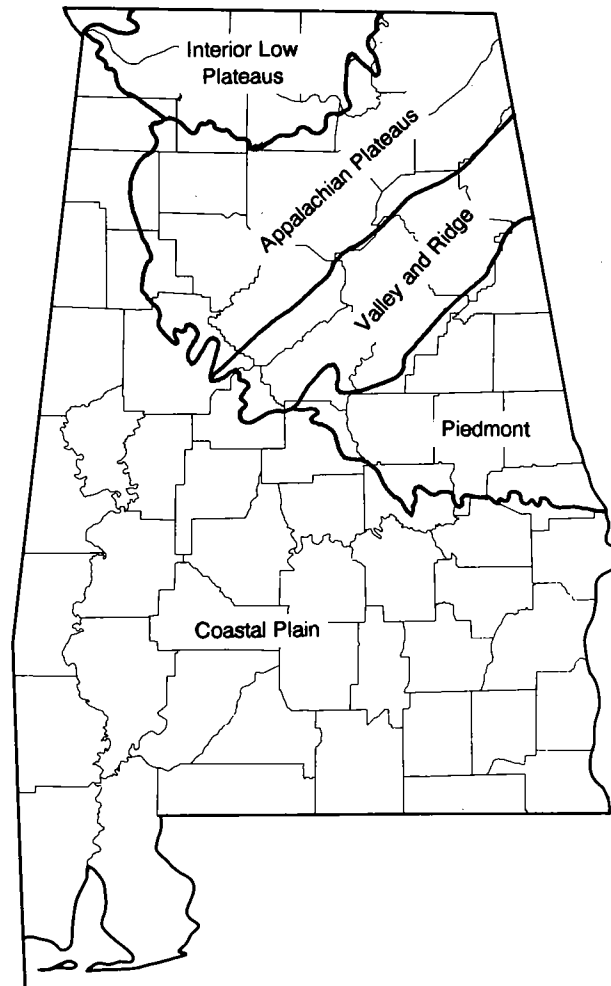 Interior Low
Plateaus
Appalachian Plateaus
Valley and Ridge
Piedmont
Coastal Plain